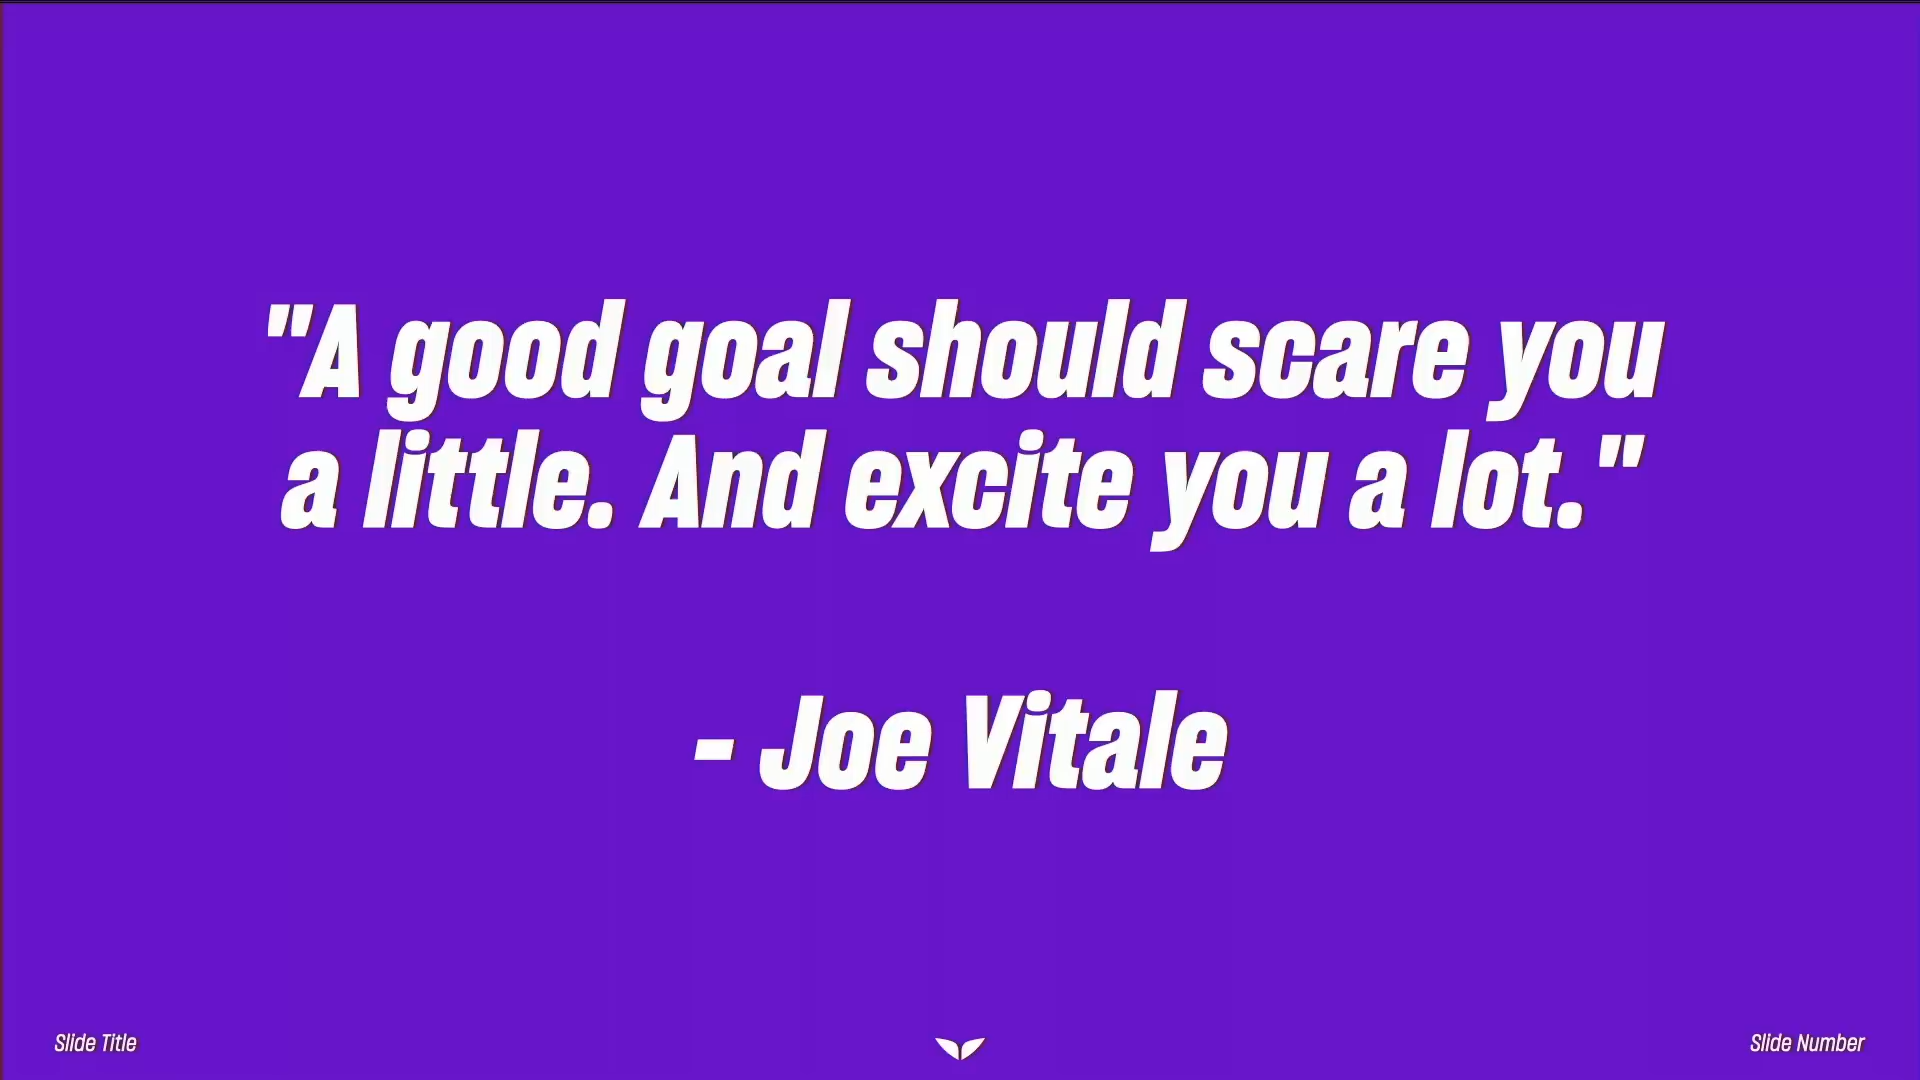 "A good goal should scare you
a little. And excite you a lot."
- Joe Vitale
Slide Title
Slide Number